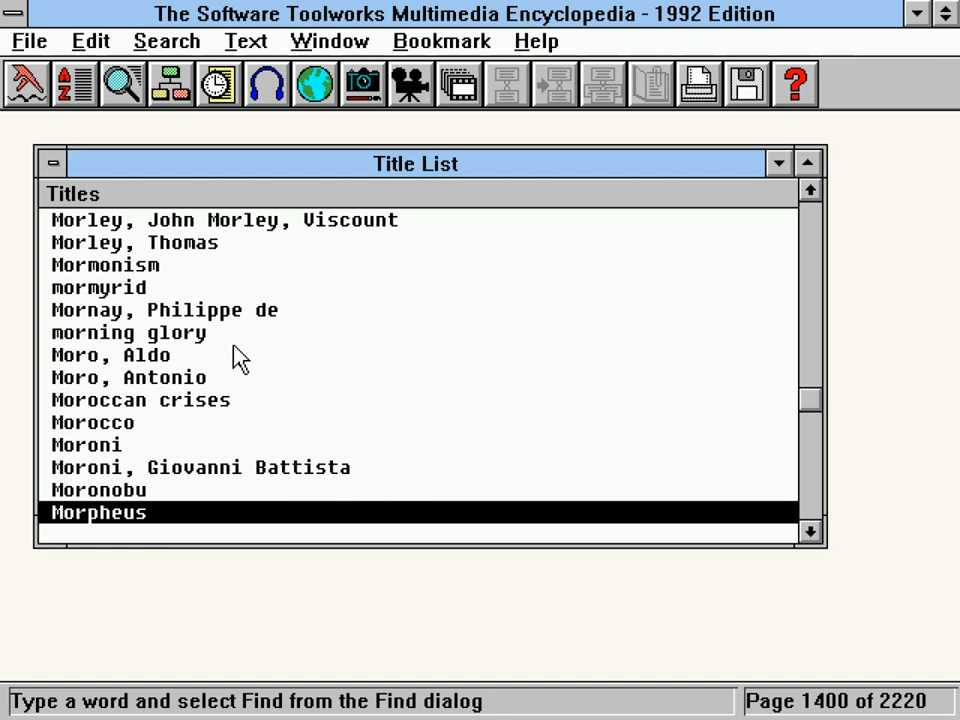 The Software Toolworks Multimedia Encyclopedia - 1992 Edition
File Edit Search Text Window Bookmark Help
A
Z
?
Title List
Titles
Morley, John Morley, Viscount
Morley, Thomas
Mormonism
mormyrid
Mornay, Philippe de
morning glory
Moro, Aldo
Moro, Antonio
Moroccan crises
Morocco
Moroni
Moroni, Giovanni Battista
Moronobu
Morpheus
Type a word and select Find from the Find dialog
Page 1400 of 2220